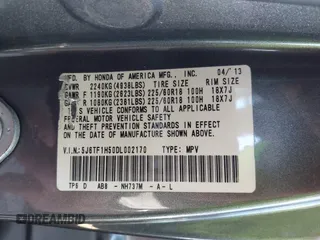 MFD. BY HONDA OF AMERICA MFG., INC. 04/'13
GVWR 2240KG(4938LBS) TIRE SIZE RIM SIZE
GAWR F 1190KG(2623LBS) 225/60R18 100H 18X7J
GAWR R 1080KG(2381LBS) 225/60R18 100H 18X7J
THIS VEHICLE CONFORMS TO ALL APPLICABLE
FEDERAL MOTOR VEHICLE SAFETY AND
THEFT PREVENTION STANDARDS IN EFFECT
ON THE DATE OF MANUFACTURE SHOWN ABOVE.
V.I.N.:5J8TF1H50DL002170 TYPE: MPV
TP6 D AB8 - NH737M - A - L
© DREAMBID